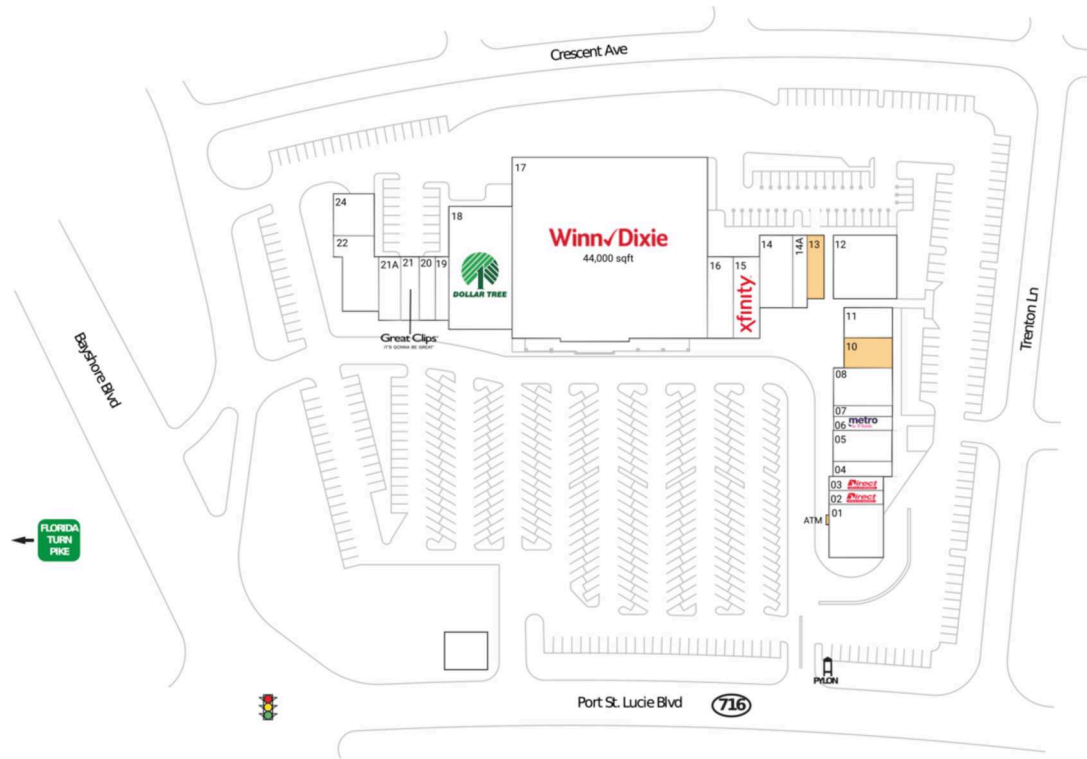 Crescent Ave
17
Winn Dixie
44,000 sqft
24
22
18
DOLLAR TREE
21A
21
20
19
Great Clips
IT'S GONNA BE GREAT
16
15
xfinity
14
14A
13
12
11
10
08
07
06
metro
05
04
03
Direct
02
Direct
01
ATM
Trenton Ln
Bayshore Blvd
FLORIDA
TURN
PIKE
PYLON
Port St. Lucie Blvd
716